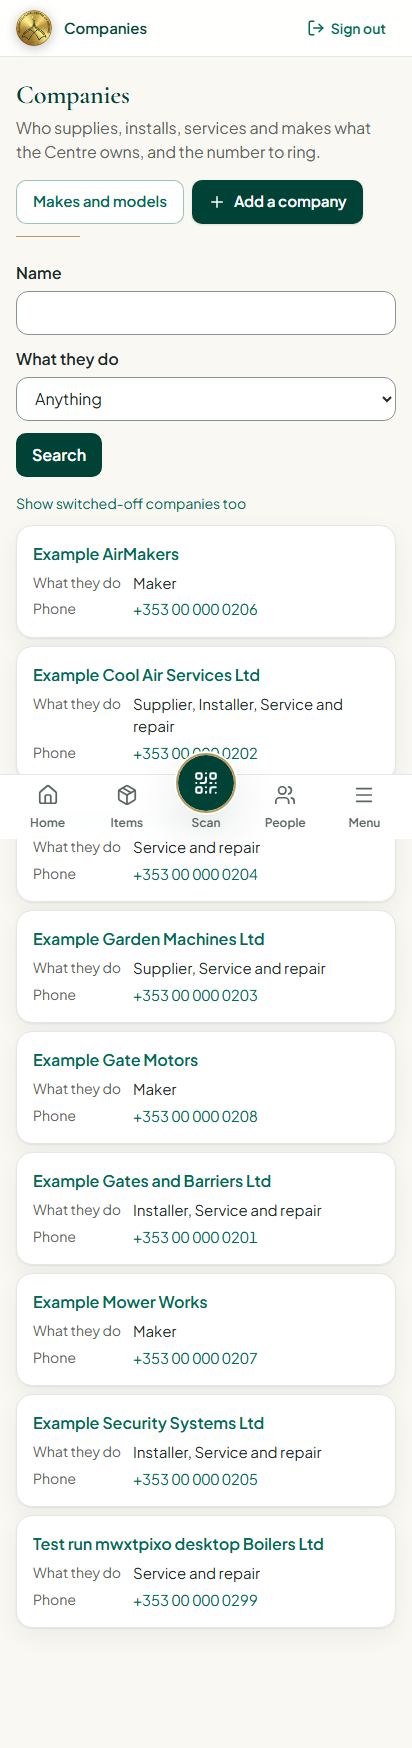 Companies
Sign out
Companies
Who supplies, installs, services and makes what
the Centre owns, and the number to ring.
Makes and models
Add a company
Name
What they do
Anything
Search
Show switched-off companies too
Example AirMakers
What they do Maker
Phone +353 00 000 0206
Example Cool Air Services Ltd
What they do Supplier, Installer, Service and
repair
Phone +353 00 000 0202
Home
Items
Scan
People
Menu
What they do Service and repair
Phone +353 00 000 0204
Example Garden Machines Ltd
What they do Supplier, Service and repair
Phone +353 00 000 0203
Example Gate Motors
What they do Maker
Phone +353 00 000 0208
Example Gates and Barriers Ltd
What they do Installer, Service and repair
Phone +353 00 000 0201
Example Mower Works
What they do Maker
Phone +353 00 000 0207
Example Security Systems Ltd
What they do Installer, Service and repair
Phone +353 00 000 0205
Test run mwxtpixo desktop Boilers Ltd
What they do Service and repair
Phone +353 00 000 0299